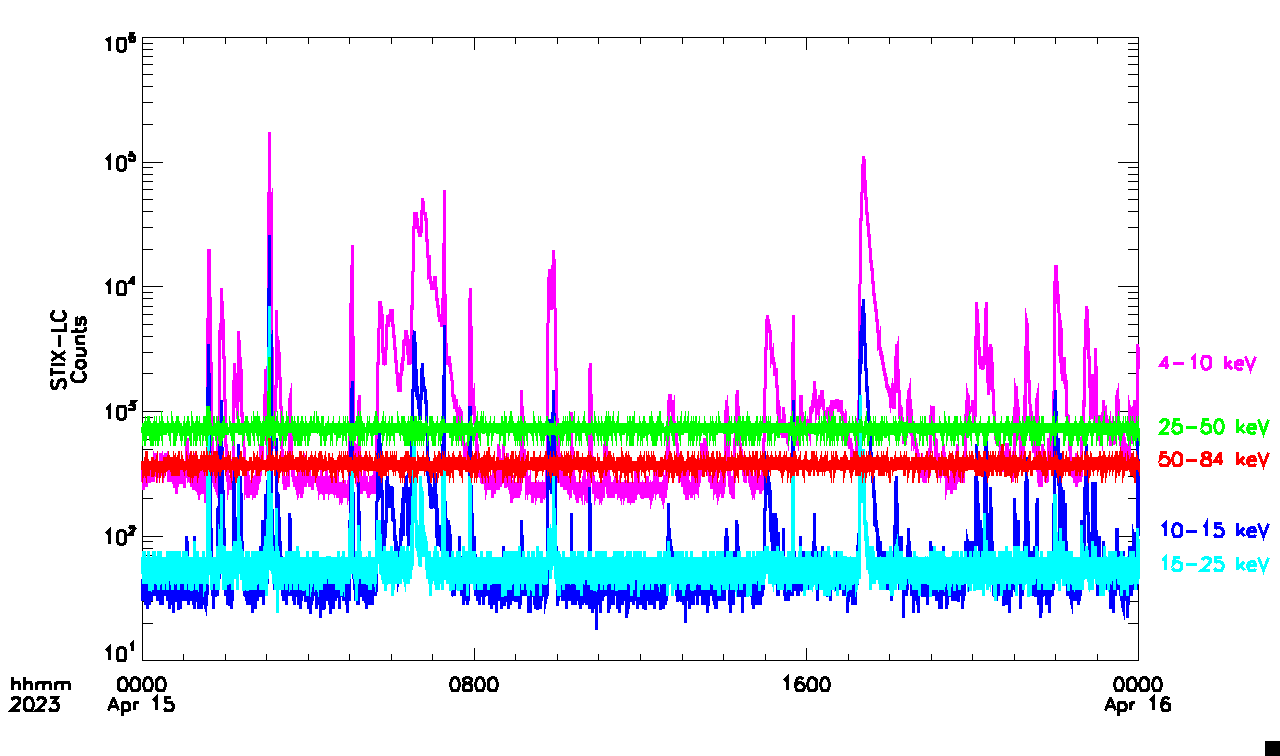 10⁶
10⁵
10⁴
10³
10²
10¹
STIX-LC
Counts
4-10 keV
25-50 keV
50-84 keV
10-15 keV
15-25 keV
hhmm 0000 0800 1600 0000
2023 Apr 15 Apr 16